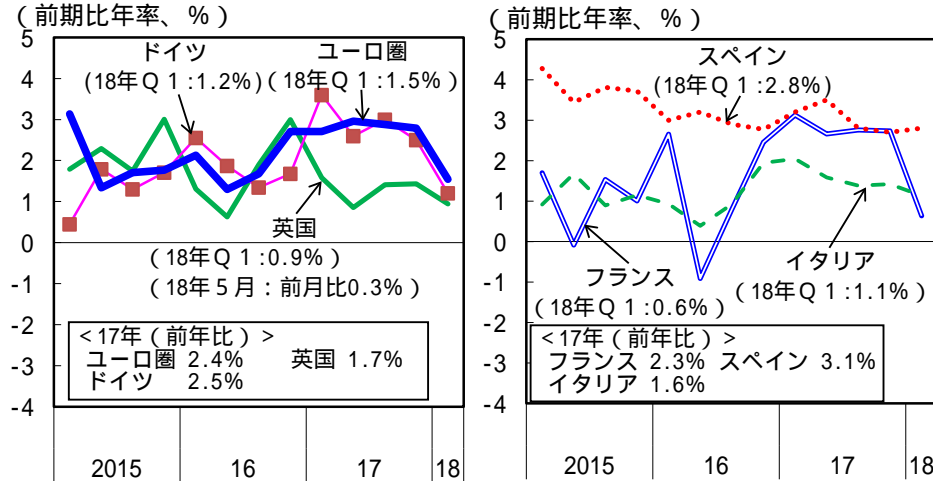 （前期比年率、％）
5
4
3
2
1
0
-1
-2
-3
-4
ドイツ
(18年Ｑ１:1.2%)
ユーロ圏
(18年Ｑ１:1.5%)
英国
(18年Ｑ１:0.9%)
(18年５月：前月比0.3%)
＜17年（前年比）＞
ユーロ圏 2.4% 英国 1.7%
ドイツ 2.5%
2015 16 17 18
（前期比年率、％）
5
4
3
2
1
0
-1
-2
-3
-4
スペイン
(18年Ｑ１:2.8%)
フランス
(18年Ｑ１:0.6%)
イタリア
(18年Ｑ１:1.1%)
＜17年（前年比）＞
フランス 2.3% スペイン 3.1%
イタリア 1.6%
2015 16 17 18